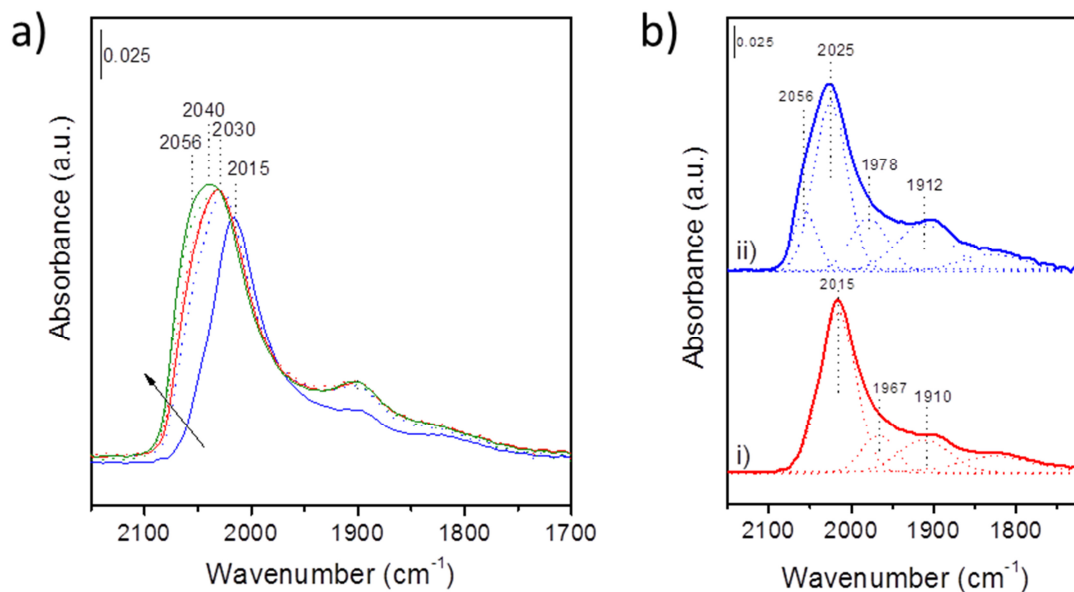 a)
0.025
2040
2056
2030
2015
Absorbance (a.u.)
2100
2000
1900
1800
1700
Wavenumber (cm⁻¹)
b)
0.025
2025
2056
1978
1912
ii)
2015
1967
1910
i)
Absorbance (a.u.)
2100
2000
1900
1800
Wavenumber (cm⁻¹)